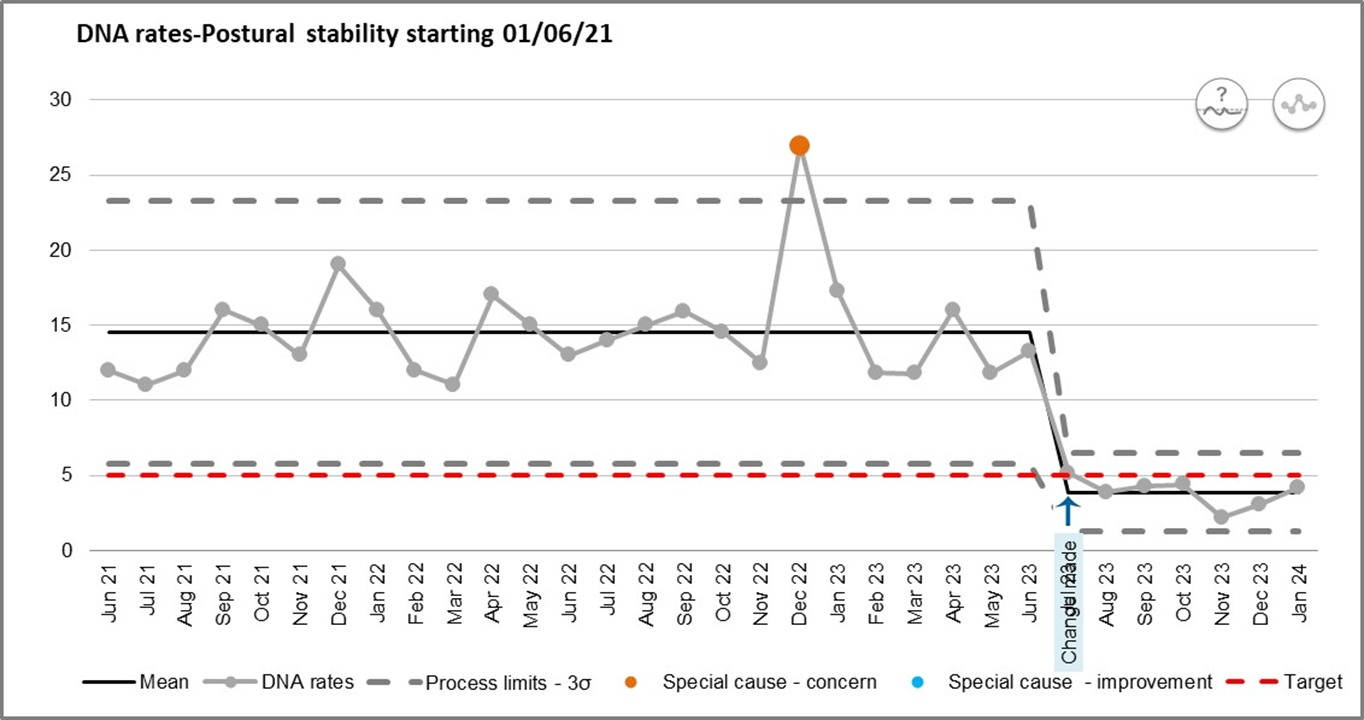 DNA rates-Postural stability starting 01/06/21
?
30
25
20
15
10
5
0
Jun 21
Jul 21
Aug 21
Sep 21
Oct 21
Nov 21
Dec 21
Jan 22
Feb 22
Mar 22
Apr 22
May 22
Jun 22
Jul 22
Aug 22
Sep 22
Oct 22
Nov 22
Dec 22
Jan 23
Feb 23
Mar 23
Apr 23
May 23
Jun 23
Jul 23
Change made
Aug 23
Sep 23
Oct 23
Nov 23
Dec 23
Jan 24
Mean
DNA rates
Process limits - 3σ
Special cause - concern
Special cause - improvement
Target